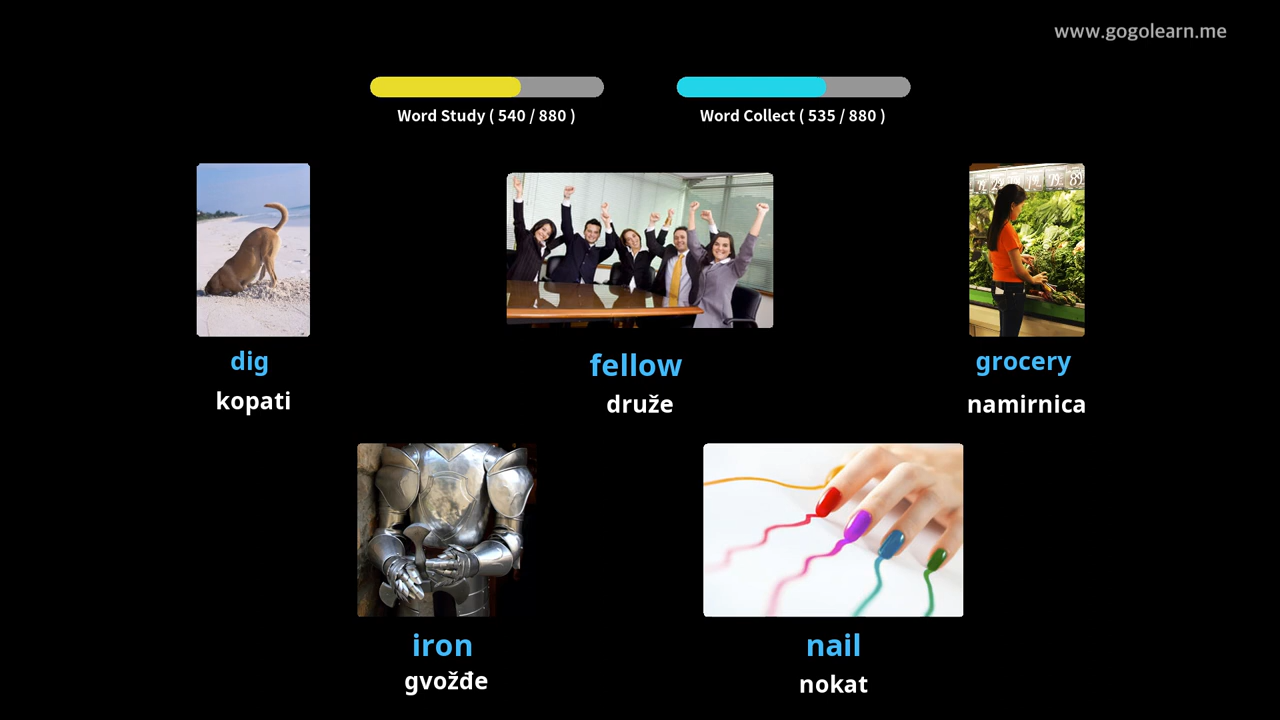 www.gogolearn.me
Word Study ( 540 / 880 )
Word Collect ( 535 / 880 )
dig
kopati
fellow
druže
grocery
namirnica
iron
gvožđe
nail
nokat